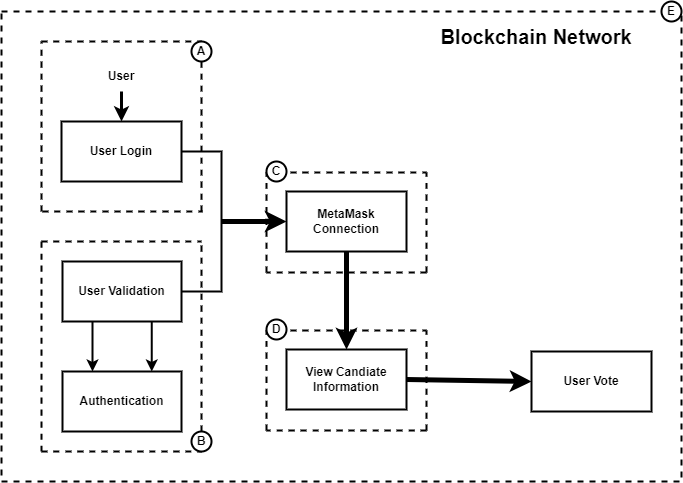 E
Blockchain Network
A
User
User Login
C
MetaMask
Connection
User Validation
D
View Candiate
Information
User Vote
Authentication
B